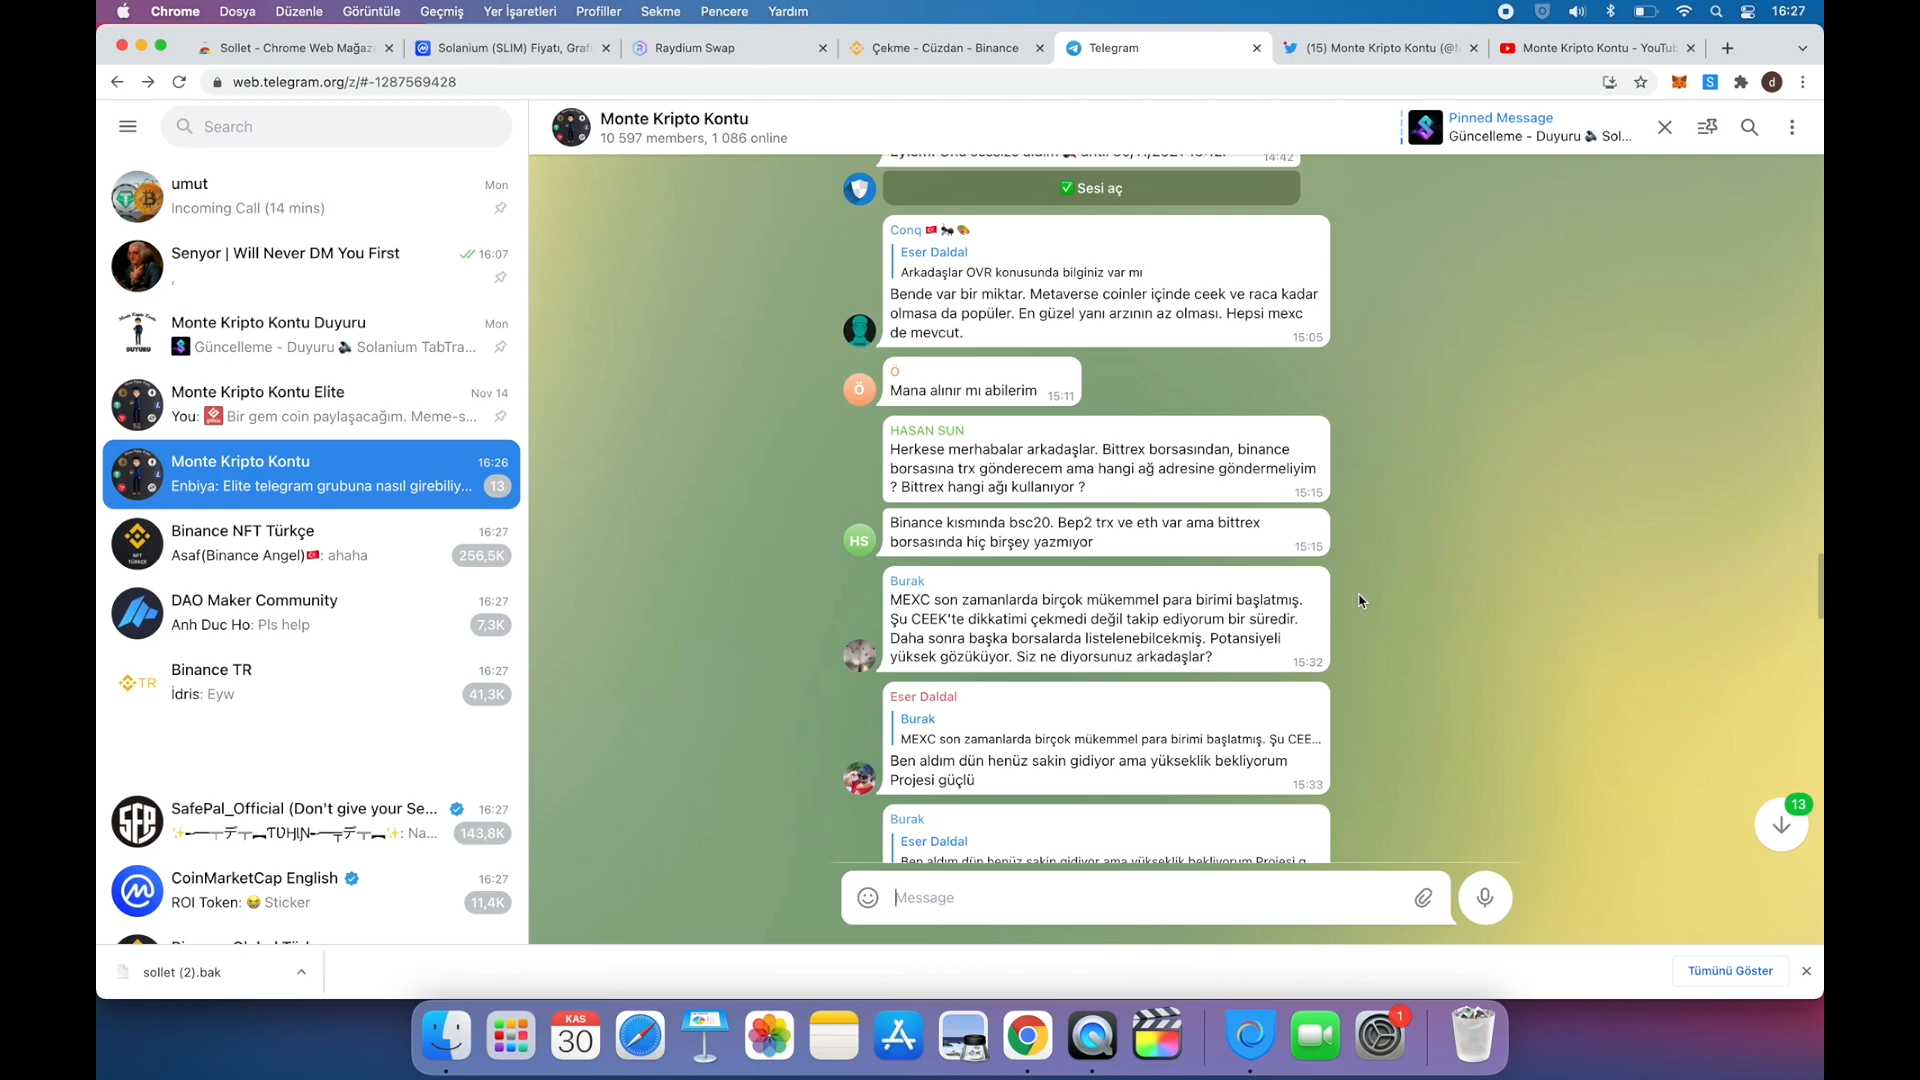 Chrome Dosya Düzenle Görüntüle Geçmiş Yer İşaretleri Profiller Sekme Pencere Yardım 16:27
Sollet - Chrome Web Mağaza
Solanium (SLIM) Fiyatı, Grafi
Raydium Swap
Çekme - Cüzdan - Binance
Telegram
(15) Monte Kripto Kontu (@M
Monte Kripto Kontu - YouTub
web.telegram.org/z/#-1287569428
S
d
Search
Monte Kripto Kontu
10 597 members, 1 086 online
Pinned Message
Güncelleme - Duyuru 🔈 Sol...
umut Mon
Incoming Call (14 mins)
Senyor | Will Never DM You First 16:07
,
Monte Kripto Kontu Duyuru Mon
Güncelleme - Duyuru 🔈 Solanium TabTra...
Monte Kripto Kontu Elite Nov 14
You: Bir gem coin paylaşacağım. Meme-s...
Monte Kripto Kontu 16:26
Enbiya: Elite telegram grubuna nasıl girebiliy... 13
Binance NFT Türkçe 16:27
Asaf(Binance Angel)🇹🇷: ahaha 256,5K
DAO Maker Community 16:27
Anh Duc Ho: Pls help 7,3K
Binance TR 16:27
İdris: Eyw 41,3K
SafePal_Official (Don't give your Se... 16:27
143,8K
CoinMarketCap English 16:27
ROI Token: 😂 Sticker 11,4K
14:42
✅ Sesi aç
Conq 🇹🇷 🐜 🎨
Eser Daldal
Arkadaşlar OVR konusunda bilginiz var mı
Bende var bir miktar. Metaverse coinler içinde ceek ve raca kadar
olmasa da popüler. En güzel yanı arzının az olması. Hepsi mexc
de mevcut. 15:05
Ö
Ö
Mana alınır mı abilerim 15:11
HASAN SUN
Herkese merhabalar arkadaşlar. Bittrex borsasından, binance
borsasına trx gönderecem ama hangi ağ adresine göndermeliyim
? Bittrex hangi ağı kullanıyor ? 15:15
HS
Binance kısmında bsc20. Bep2 trx ve eth var ama bittrex
borsasında hiç birşey yazmıyor 15:15
Burak
MEXC son zamanlarda birçok mükemmel para birimi başlatmış.
Şu CEEK'te dikkatimi çekmedi değil takip ediyorum bir süredir.
Daha sonra başka borsalarda listelenebilcekmiş. Potansiyeli
yüksek gözüküyor. Siz ne diyorsunuz arkadaşlar? 15:32
Eser Daldal
Burak
MEXC son zamanlarda birçok mükemmel para birimi başlatmış. Şu CEE...
Ben aldım dün henüz sakin gidiyor ama yükseklik bekliyorum
Projesi güçlü 15:33
Burak
Eser Daldal
Ben aldım dün henüz sakin gidiyor ama yükseklik bekliyorum Projesi g
13
Message
sollet (2).bak
Tümünü Göster
KAS
30
1